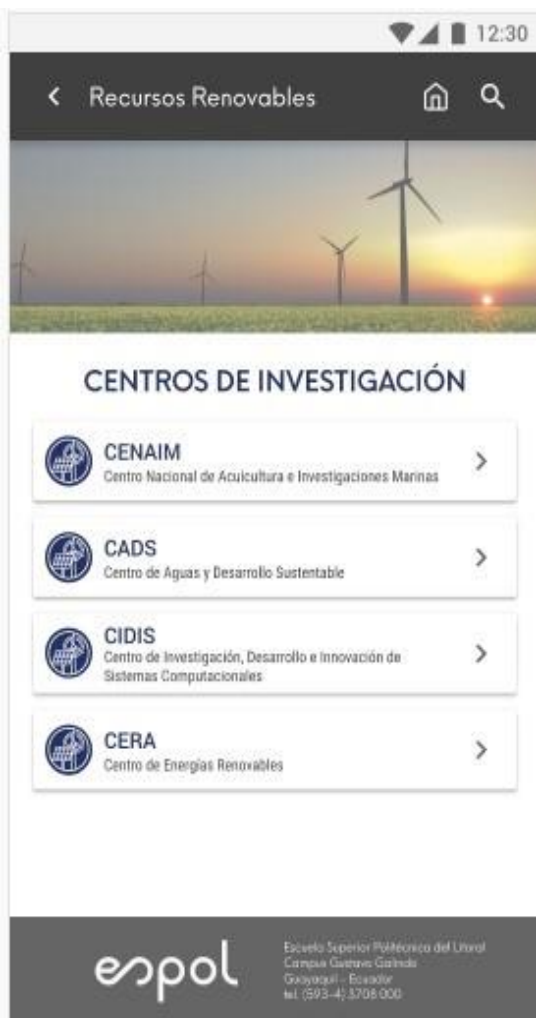 12:30
Recursos Renovables
CENTROS DE INVESTIGACIÓN
CENAIM
Centro Nacional de Acuicultura e Investigaciones Marinas
CADS
Centro de Aguas y Desarrollo Sustentable
CIDIS
Centro de Investigación, Desarrollo e Innovación de
Sistemas Computacionales
CERA
Centro de Energías Renovables
espol
Escuela Superior Politécnica del Litoral
Campus Gustavo Galindo
Guayaquil - Ecuador
tel. (593-4) 3708 000